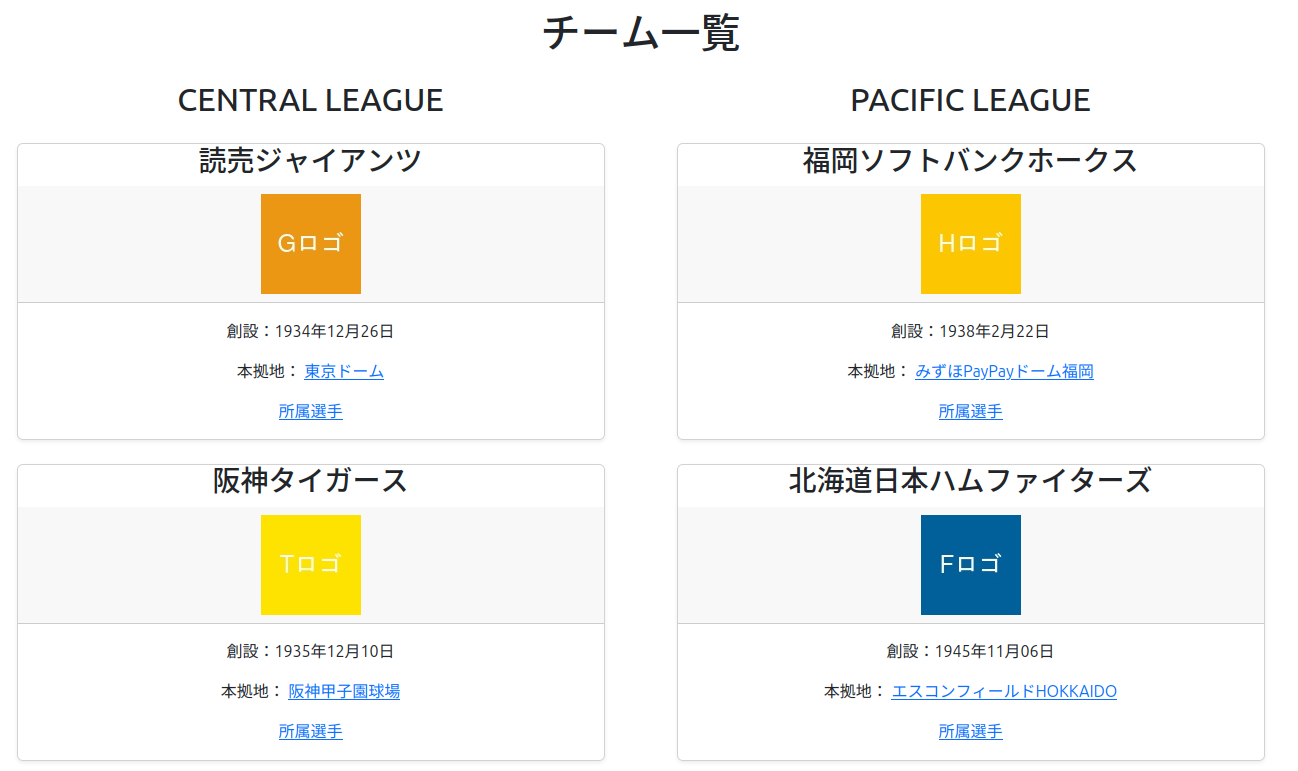 チーム一覧
CENTRAL LEAGUE
読売ジャイアンツ
Gロゴ
創設：1934年12月26日
本拠地： 東京ドーム
所属選手
阪神タイガース
Tロゴ
創設：1935年12月10日
本拠地： 阪神甲子園球場
所属選手
PACIFIC LEAGUE
福岡ソフトバンクホークス
Hロゴ
創設：1938年2月22日
本拠地： みずほPayPayドーム福岡
所属選手
北海道日本ハムファイターズ
Fロゴ
創設：1945年11月06日
本拠地： エスコンフィールドHOKKAIDO
所属選手